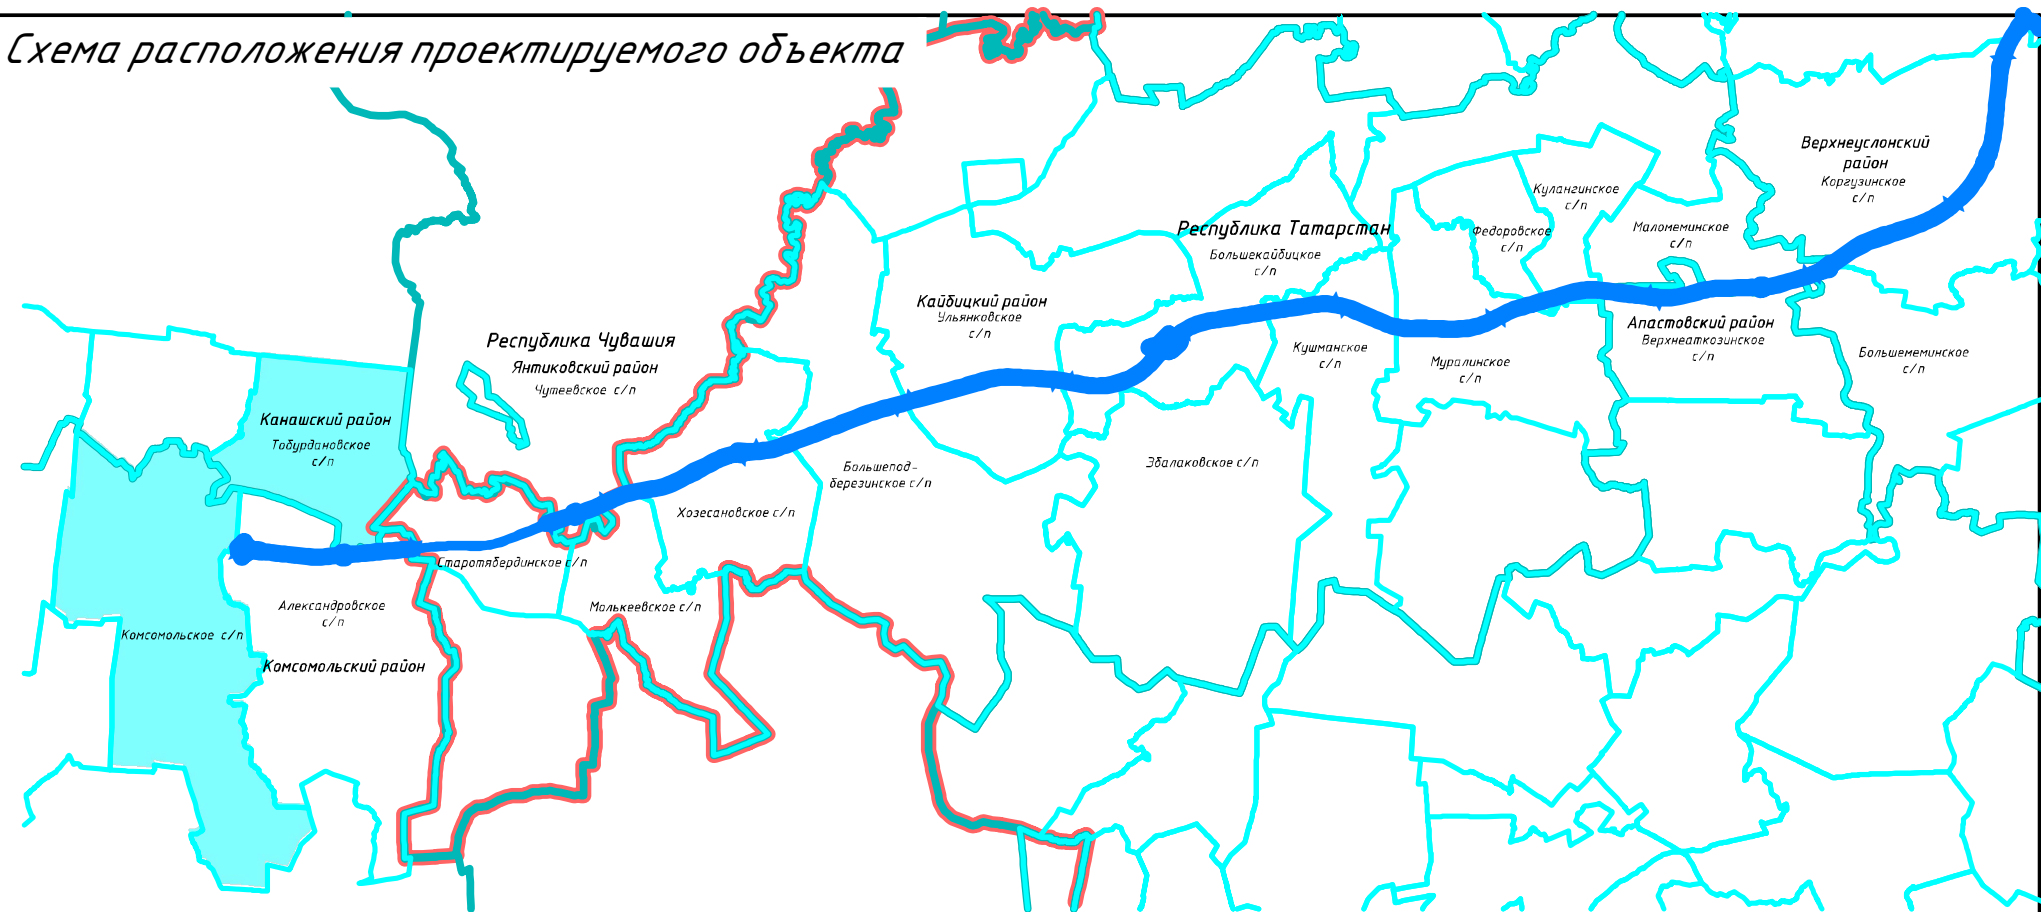 Схема расположения проектируемого объекта
Верхнеуслонский
район
Коргузинское
с/п
Кулангинское
с/п
Республика Татарстан
Большекайбицкое
с/п
Федоровское
с/п
Маломеминское
с/п
Кайбицкий район
Ульянковское
с/п
Апастовский район
Верхнеаткозинское
с/п
Республика Чувашия
Янтиковский район
Чутеевское с/п
Кушманское
с/п
Муралинское
с/п
Большемеминское
с/п
Канашский район
Тобурдановское
с/п
Большепод-
березинское с/п
Эбалаковское с/п
Хозесановское с/п
Старотябердинское с/п
Александровское
с/п
Малькеевское с/п
Комсомольское с/п
Комсомольский район